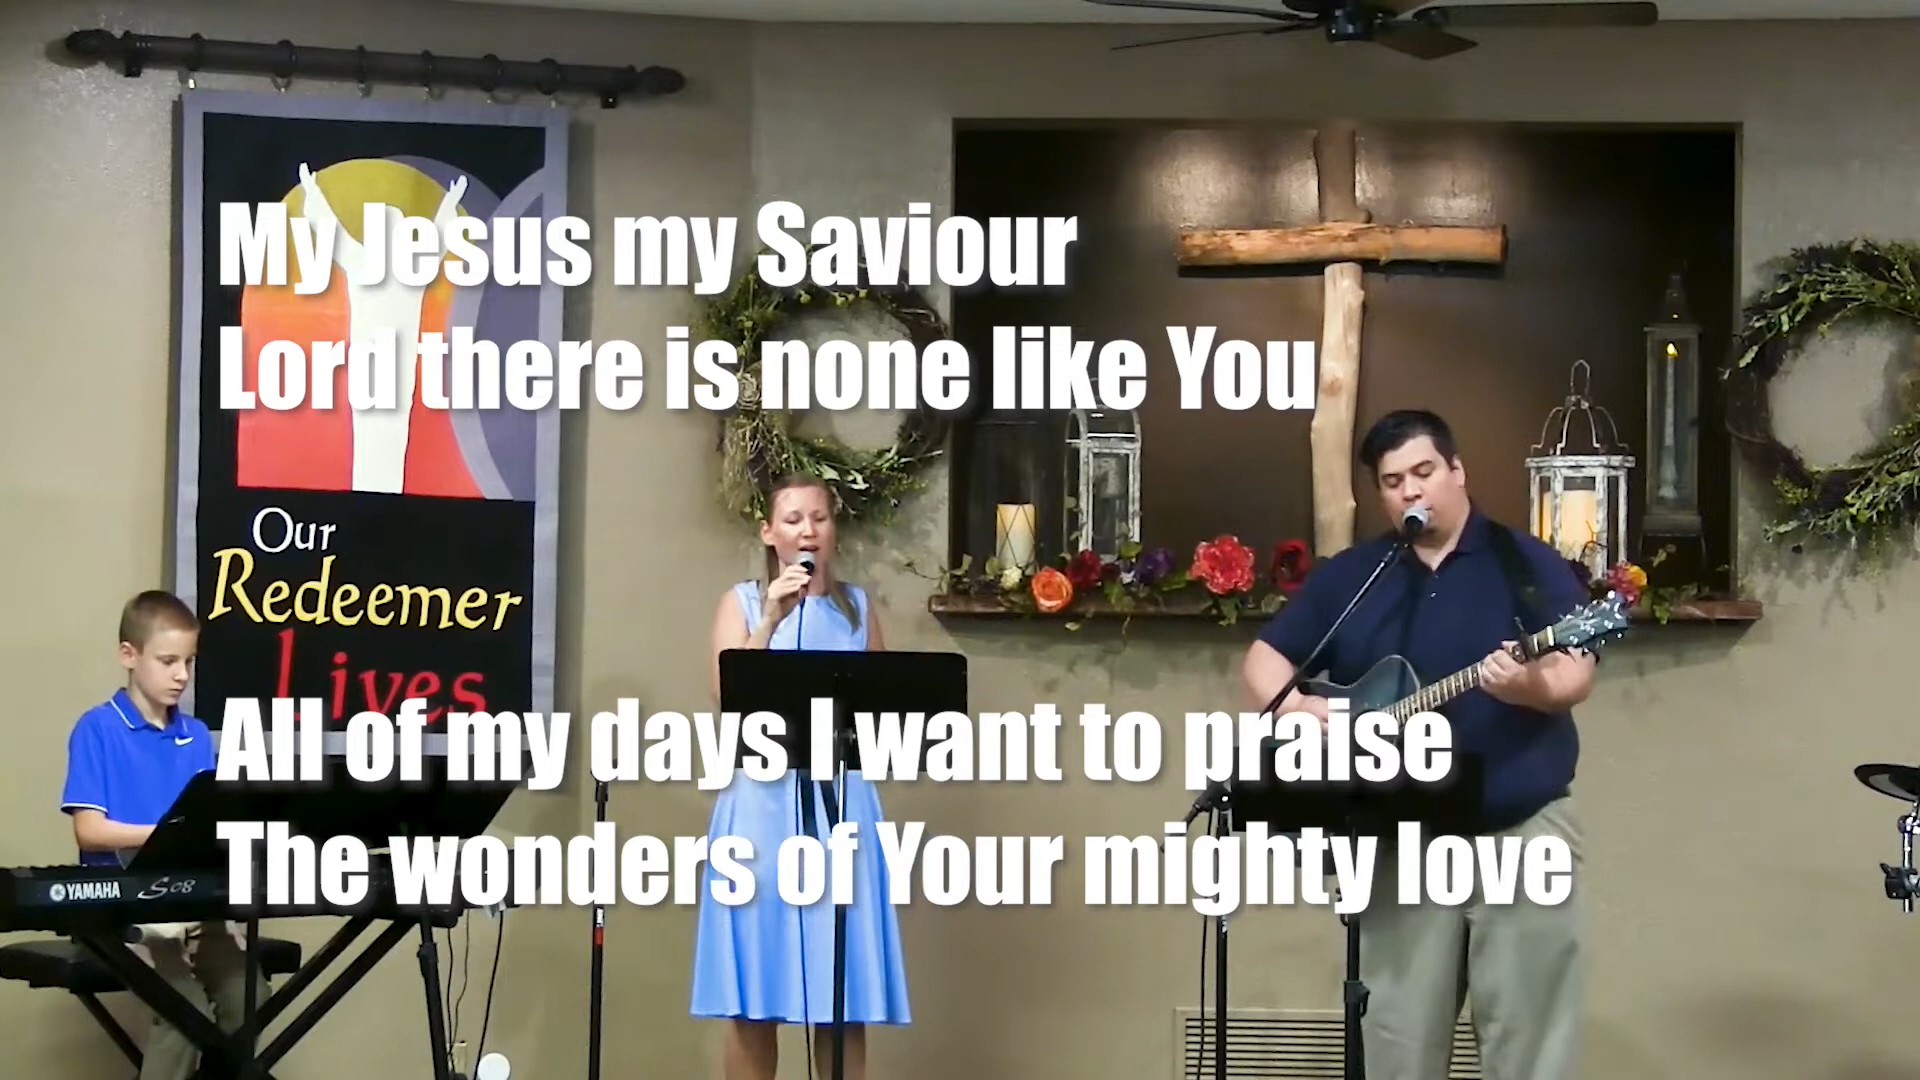 My Jesus my Saviour
Lord there is none like You
Our
Redeemer
Lives
All of my days I want to praise
The wonders of Your mighty love
YAMAHA S08